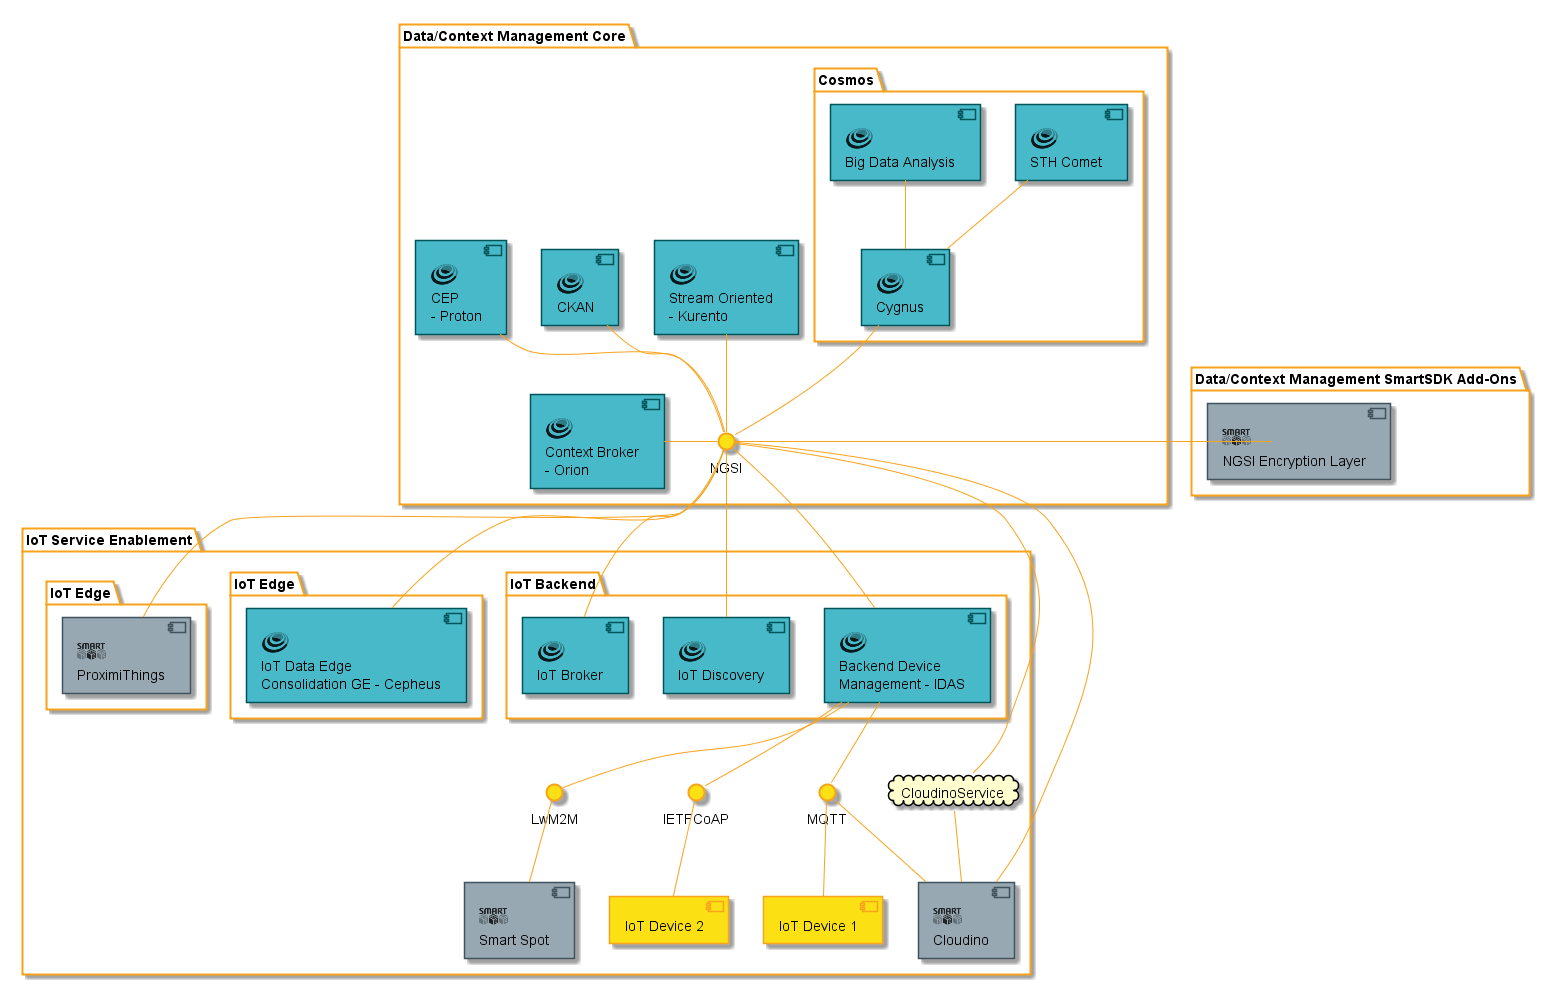 Data/Context Management Core
Cosmos
Big Data Analysis
STH Comet
CEP
- Proton
CKAN
Stream Oriented
- Kurento
Cygnus
Data/Context Management SmartSDK Add-Ons
SMART
NGSI Encryption Layer
Context Broker
- Orion
NGSI
IoT Service Enablement
IoT Edge
SMART
ProximiThings
IoT Edge
IoT Data Edge
Consolidation GE - Cepheus
IoT Backend
IoT Broker
IoT Discovery
Backend Device
Management - IDAS
LwM2M
IETFCoAP
MQTT
CloudinoService
SMART
Smart Spot
IoT Device 2
IoT Device 1
SMART
Cloudino